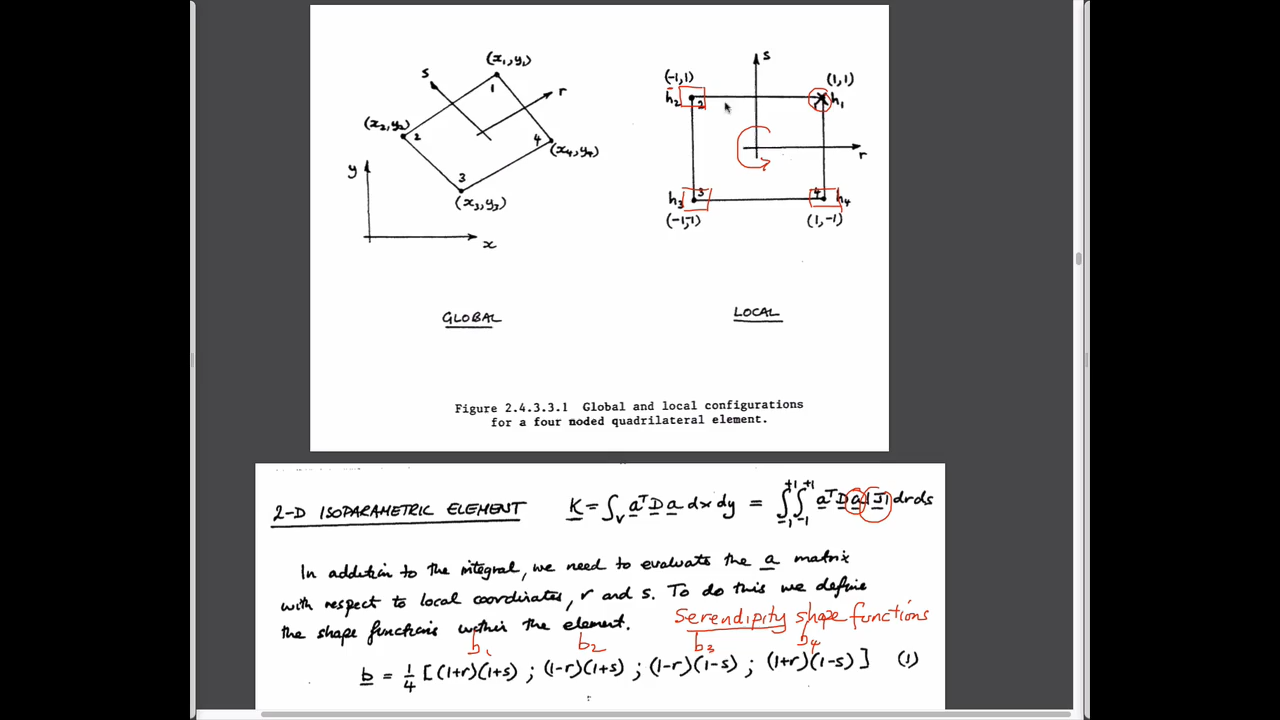 (x₁,y₁)
s
1
r
(x₂,y₂)
2
4
(x₄,y₄)
y
3
(x₃,y₃)
x
GLOBAL
s
(-1,1)
(1,1)
h₂
2
h₁
r
h₃
3
4
h₄
(-1,-1)
(1,-1)
LOCAL
Figure 2.4.3.3.1 Global and local configurations
for a four noded quadrilateral element.
2-D ISOPARAMETRIC ELEMENT K = ∫ᵥ aᵀ D a dx dy = ∫₋₁⁺¹∫₋₁⁺¹ aᵀ D a |J| dr ds
In addition to the integral, we need to evaluate the a matrix
with respect to local coordinates, r and s. To do this we define
the shape functions within the element. Serendipity shape functions
b₁ b₂ b₃ b₄
b = 1/4 [(1+r)(1+s) ; (1-r)(1+s) ; (1-r)(1-s) ; (1+r)(1-s)] (1)